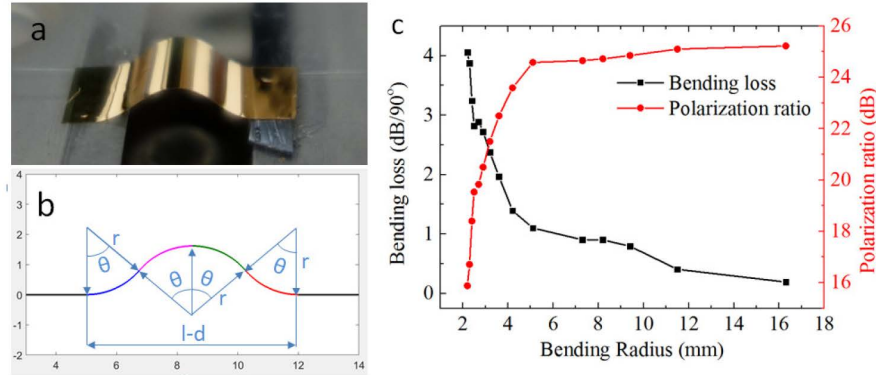 a
b
r
θ
θ
θ
r
θ
r
l-d
4
3
2
1
0
-1
-2
4
6
8
10
12
14
c
Bending loss (dB/90°)
4
3
2
1
0
Bending loss
Polarization ratio
26
24
22
20
18
16
Polarization ratio (dB)
2
4
6
8
10
12
14
16
18
Bending Radius (mm)